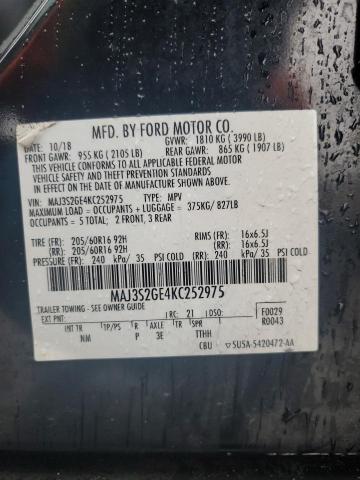 MFD. BY FORD MOTOR CO.
DATE: 10/18 GVWR: 1810 KG ( 3990 LB)
FRONT GAWR: 955 KG ( 2105 LB) REAR GAWR: 865 KG ( 1907 LB)
THIS VEHICLE CONFORMS TO ALL APPLICABLE FEDERAL MOTOR
VEHICLE SAFETY AND THEFT PREVENTION STANDARDS IN EFFECT
ON THE DATE OF MANUFACTURE SHOWN ABOVE.
VIN: MAJ3S2GE4KC252975 TYPE: MPV
MAXIMUM LOAD = OCCUPANTS + LUGGAGE = 375KG/ 827LB
OCCUPANTS = 5 TOTAL: 2 FRONT, 3 REAR
TIRE (FR): 205/60R16 92H RIMS (FR): 16x6.5J
(RR): 205/60R16 92H (RR): 16x6.5J
PRESSURE (FR): 240 kPa/ 35 PSI COLD (RR): 240 kPa/ 35 PSI COLD
MAJ3S2GE4KC252975
TRAILER TOWING - SEE OWNER GUIDE
EXT PNT: RC: 21 DSO: F0029
R0043
INT TR TP/PS R AXLE TR SPR
NM P 3E TTHH
CBU SU5A-5420472-AA